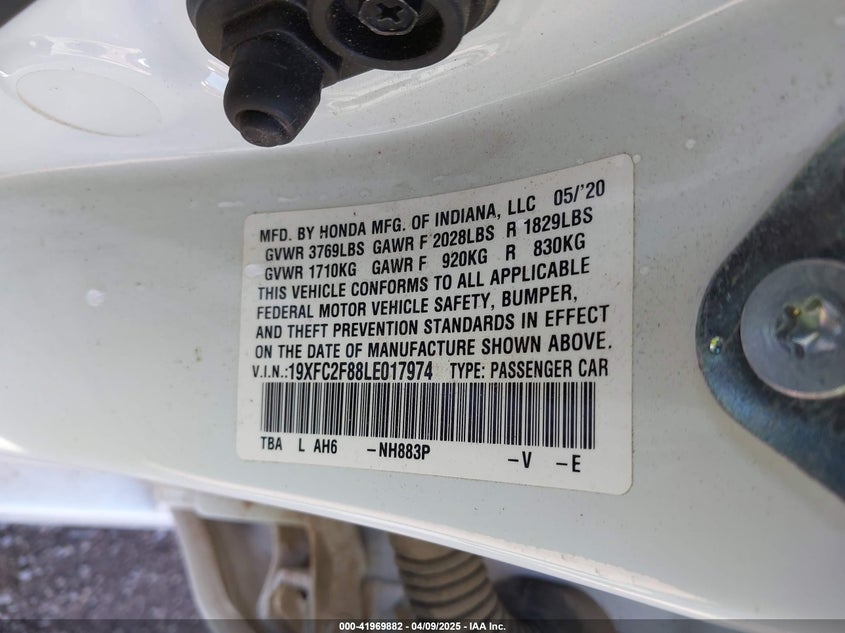 MFD. BY HONDA MFG. OF INDIANA, LLC 05/'20
GVWR 3769LBS GAWR F 2028LBS R 1829LBS
GVWR 1710KG GAWR F 920KG R 830KG
THIS VEHICLE CONFORMS TO ALL APPLICABLE
FEDERAL MOTOR VEHICLE SAFETY, BUMPER,
AND THEFT PREVENTION STANDARDS IN EFFECT
ON THE DATE OF MANUFACTURE SHOWN ABOVE.
V.I.N.:19XFC2F88LE017974 TYPE: PASSENGER CAR
TBA L AH6 -NH883P -V -E
000-41969882 / 04/09/2025 / IAA Inc.